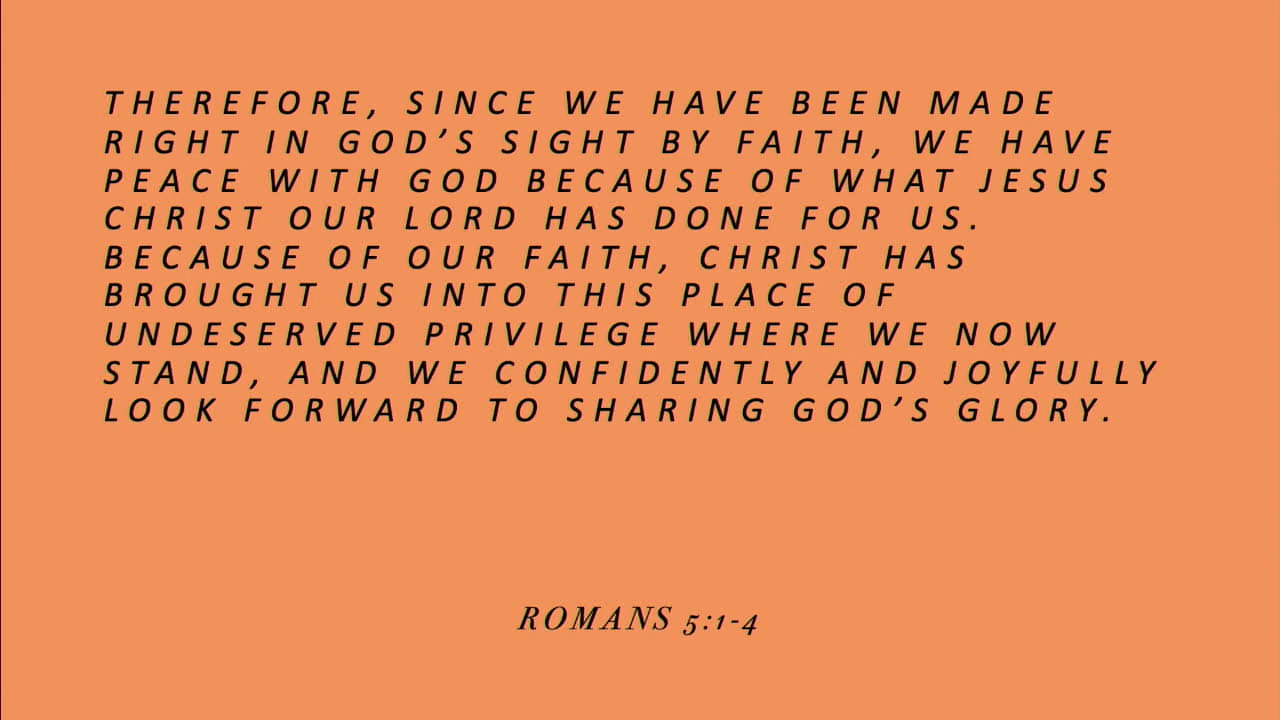 THEREFORE, SINCE WE HAVE BEEN MADE
RIGHT IN GOD’S SIGHT BY FAITH, WE HAVE
PEACE WITH GOD BECAUSE OF WHAT JESUS
CHRIST OUR LORD HAS DONE FOR US.
BECAUSE OF OUR FAITH, CHRIST HAS
BROUGHT US INTO THIS PLACE OF
UNDESERVED PRIVILEGE WHERE WE NOW
STAND, AND WE CONFIDENTLY AND JOYFULLY
LOOK FORWARD TO SHARING GOD’S GLORY.
ROMANS 5:1-4